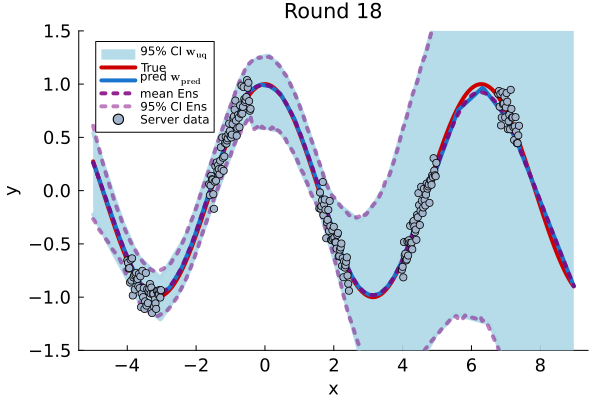 Round 18
1.5
1.0
0.5
0.0
−0.5
−1.0
−1.5
y
95% CI w_uq
True
pred w_pred
mean Ens
95% CI Ens
Server data
−4 −2 0 2 4 6 8
x